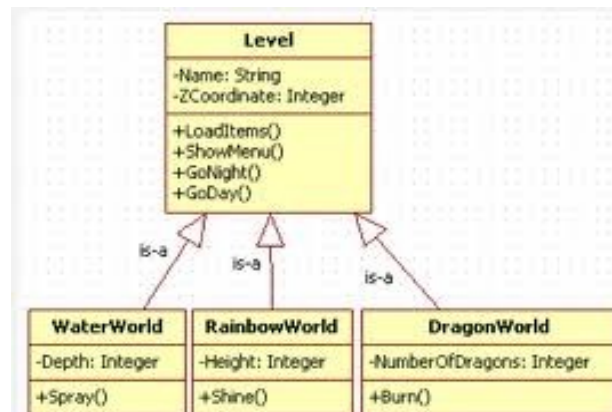 Level
-Name: String
-ZCoordinate: Integer
+LoadItems()
+ShowMenu()
+GoNight()
+GoDay()
is-a
is-a
is-a
WaterWorld
-Depth: Integer
+Spray()
RainbowWorld
-Height: Integer
+Shine()
DragonWorld
-NumberOfDragons: Integer
+Burn()